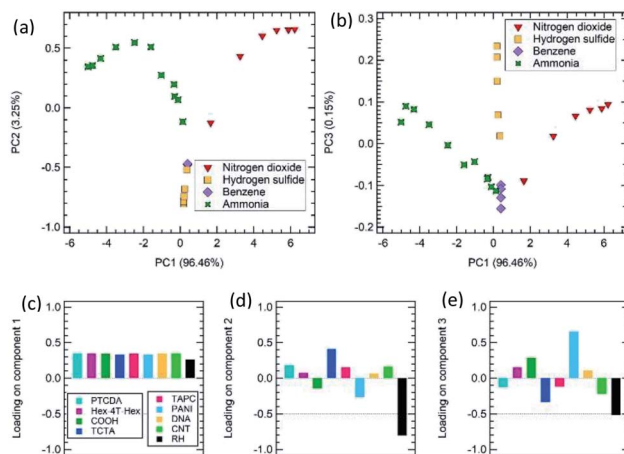 (a)
0.5
0.0
-0.5
-1.0
PC2 (3.25%)
Nitrogen dioxide
Hydrogen sulfide
Benzene
Ammonia
-6 -4 -2 0 2 4 6
PC1 (96.46%)
(b)
0.3
0.2
0.1
0.0
-0.1
-0.2
PC3 (0.15%)
Nitrogen dioxide
Hydrogen sulfide
Benzene
Ammonia
-6 -4 -2 0 2 4 6
PC1 (96.46%)
(c)
1.0
0.5
0.0
-0.5
-1.0
Loading on component 1
PTCDA
Hex-4T-Hex
COOH
TCTA
TAPC
PANI
DNA
CNT
RH
(d)
1.0
0.5
0.0
-0.5
-1.0
Loading on component 2
(e)
1.0
0.5
0.0
-0.5
-1.0
Loading on component 3